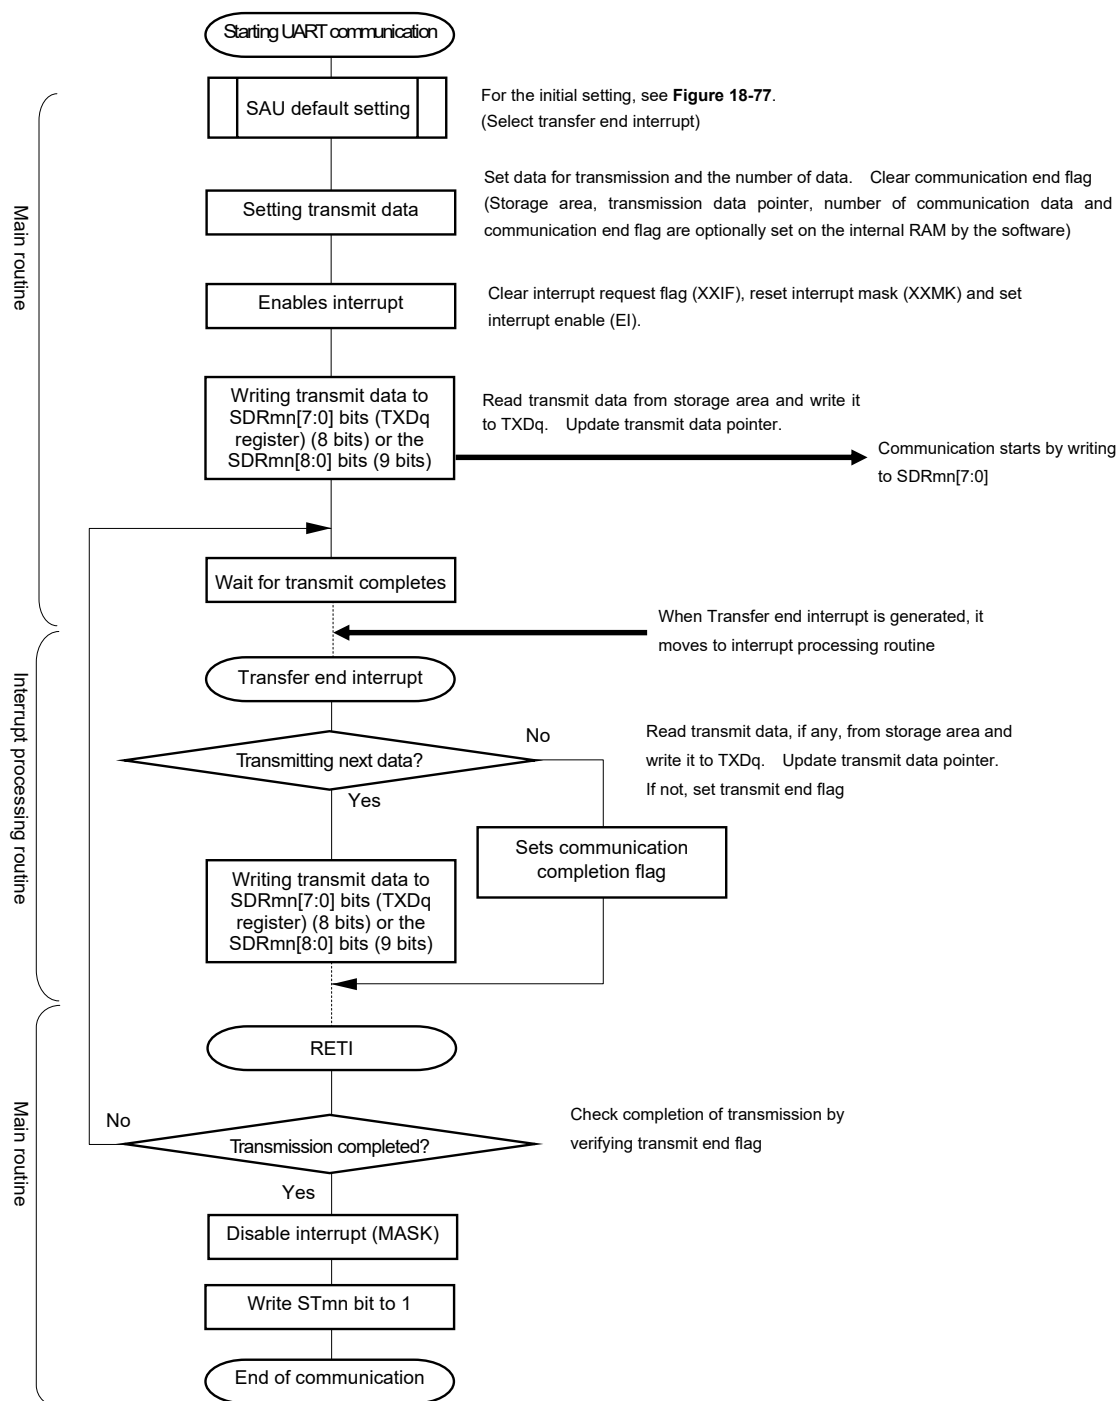 Starting UART communication
SAU default setting
For the initial setting, see Figure 18-77.
(Select transfer end interrupt)
Main routine
Setting transmit data
Set data for transmission and the number of data. Clear communication end flag
(Storage area, transmission data pointer, number of communication data and
communication end flag are optionally set on the internal RAM by the software)
Enables interrupt
Clear interrupt request flag (XXIF), reset interrupt mask (XXMK) and set
interrupt enable (EI).
Writing transmit data to
SDRmn[7:0] bits (TXDq
register) (8 bits) or the
SDRmn[8:0] bits (9 bits)
Read transmit data from storage area and write it
to TXDq. Update transmit data pointer.
Communication starts by writing
to SDRmn[7:0]
Wait for transmit completes
When Transfer end interrupt is generated, it
moves to interrupt processing routine
Interrupt processing routine
Transfer end interrupt
Transmitting next data?
No
Yes
Read transmit data, if any, from storage area and
write it to TXDq. Update transmit data pointer.
If not, set transmit end flag
Sets communication
completion flag
Writing transmit data to
SDRmn[7:0] bits (TXDq
register) (8 bits) or the
SDRmn[8:0] bits (9 bits)
RETI
Main routine
No
Transmission completed?
Check completion of transmission by
verifying transmit end flag
Yes
Disable interrupt (MASK)
Write STmn bit to 1
End of communication